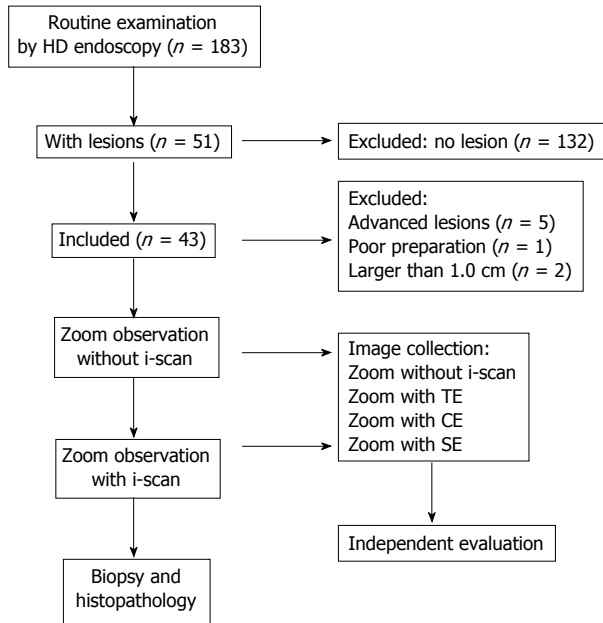 Routine examination
by HD endoscopy (n = 183)
With lesions (n = 51)
Excluded: no lesion (n = 132)
Included (n = 43)
Excluded:
Advanced lesions (n = 5)
Poor preparation (n = 1)
Larger than 1.0 cm (n = 2)
Zoom observation
without i-scan
Image collection:
Zoom without i-scan
Zoom with TE
Zoom with CE
Zoom with SE
Zoom observation
with i-scan
Independent evaluation
Biopsy and
histopathology